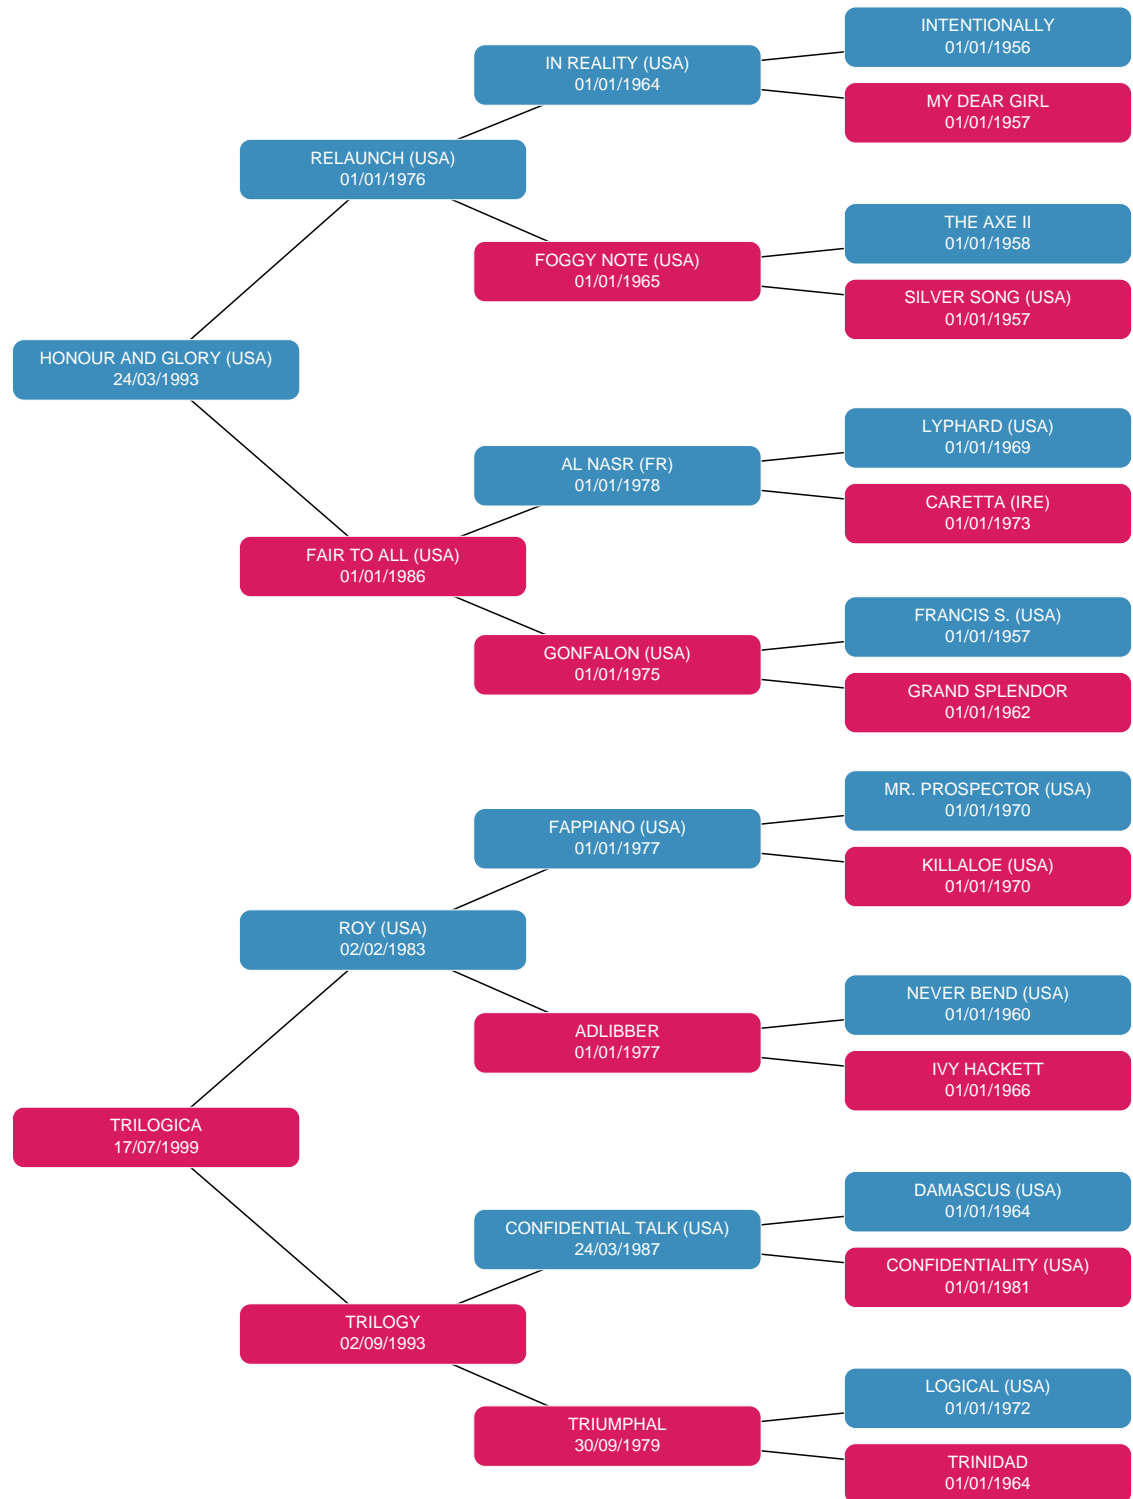 INTENTIONALLY
01/01/1956
IN REALITY (USA)
01/01/1964
MY DEAR GIRL
01/01/1957
RELAUNCH (USA)
01/01/1976
THE AXE II
01/01/1958
FOGGY NOTE (USA)
01/01/1965
SILVER SONG (USA)
01/01/1957
HONOUR AND GLORY (USA)
24/03/1993
LYPHARD (USA)
01/01/1969
AL NASR (FR)
01/01/1978
CARETTA (IRE)
01/01/1973
FAIR TO ALL (USA)
01/01/1986
FRANCIS S. (USA)
01/01/1957
GONFALON (USA)
01/01/1975
GRAND SPLENDOR
01/01/1962
MR. PROSPECTOR (USA)
01/01/1970
FAPPIANO (USA)
01/01/1977
KILLALOE (USA)
01/01/1970
ROY (USA)
02/02/1983
NEVER BEND (USA)
01/01/1960
ADLIBBER
01/01/1977
IVY HACKETT
01/01/1966
TRILOGICA
17/07/1999
DAMASCUS (USA)
01/01/1964
CONFIDENTIAL TALK (USA)
24/03/1987
CONFIDENTIALITY (USA)
01/01/1981
TRILOGY
02/09/1993
LOGICAL (USA)
01/01/1972
TRIUMPHAL
30/09/1979
TRINIDAD
01/01/1964